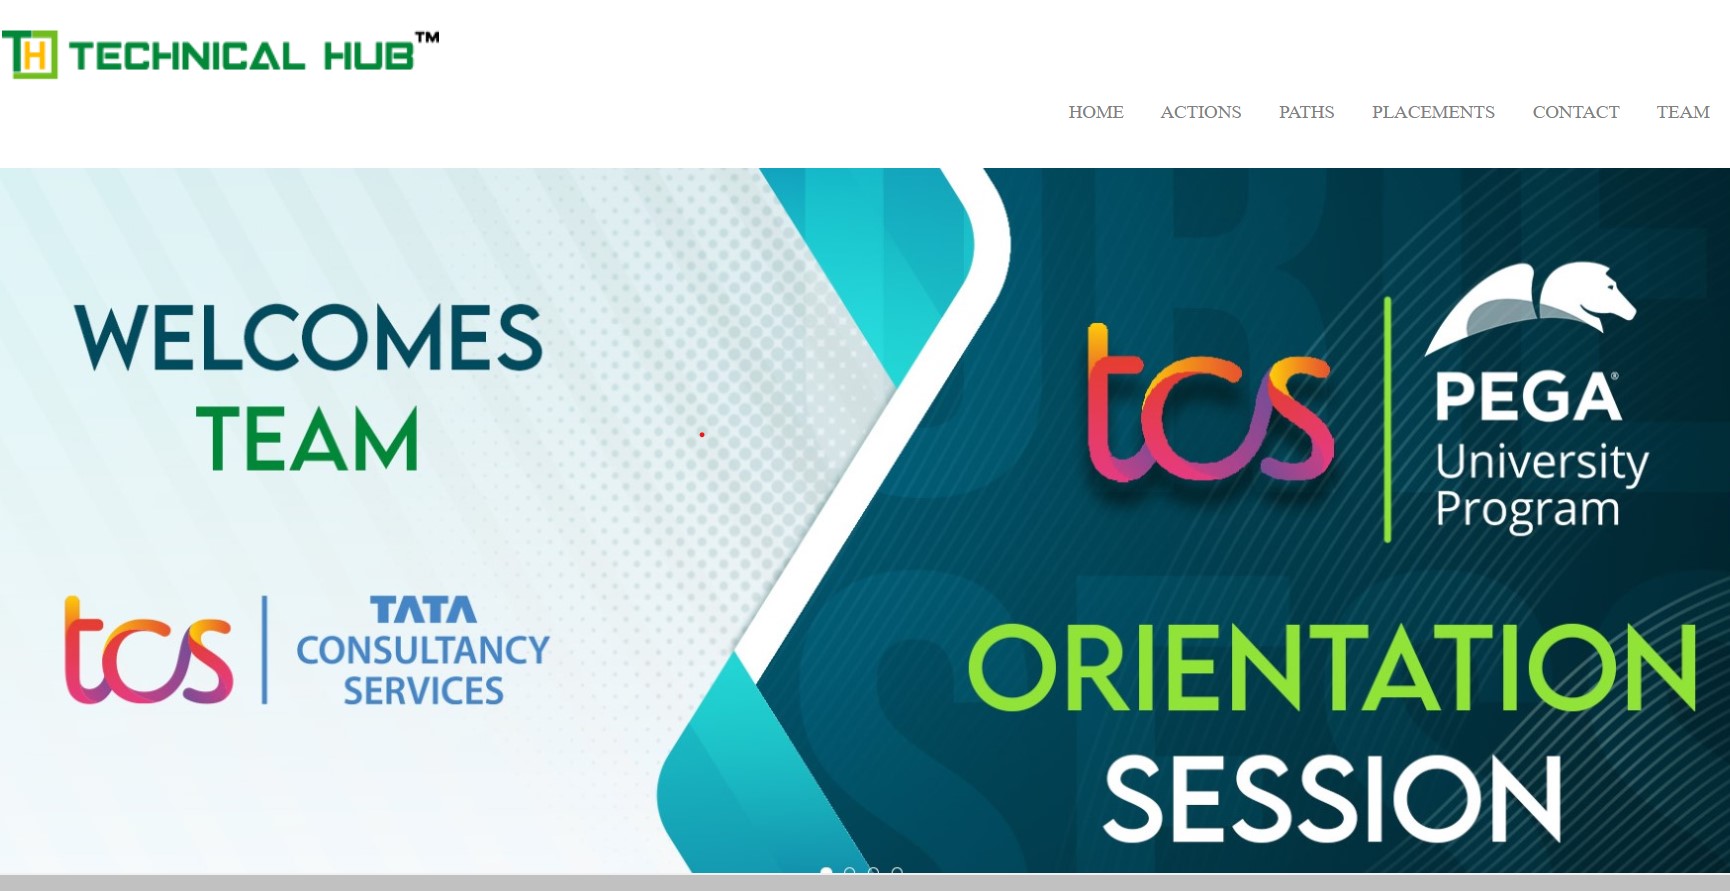 TH TECHNICAL HUB™
HOME ACTIONS PATHS PLACEMENTS CONTACT TEAM
WELCOMES
TEAM
tcs
TATA
CONSULTANCY
SERVICES
tcs
PEGA®
University
Program
ORIENTATION
SESSION